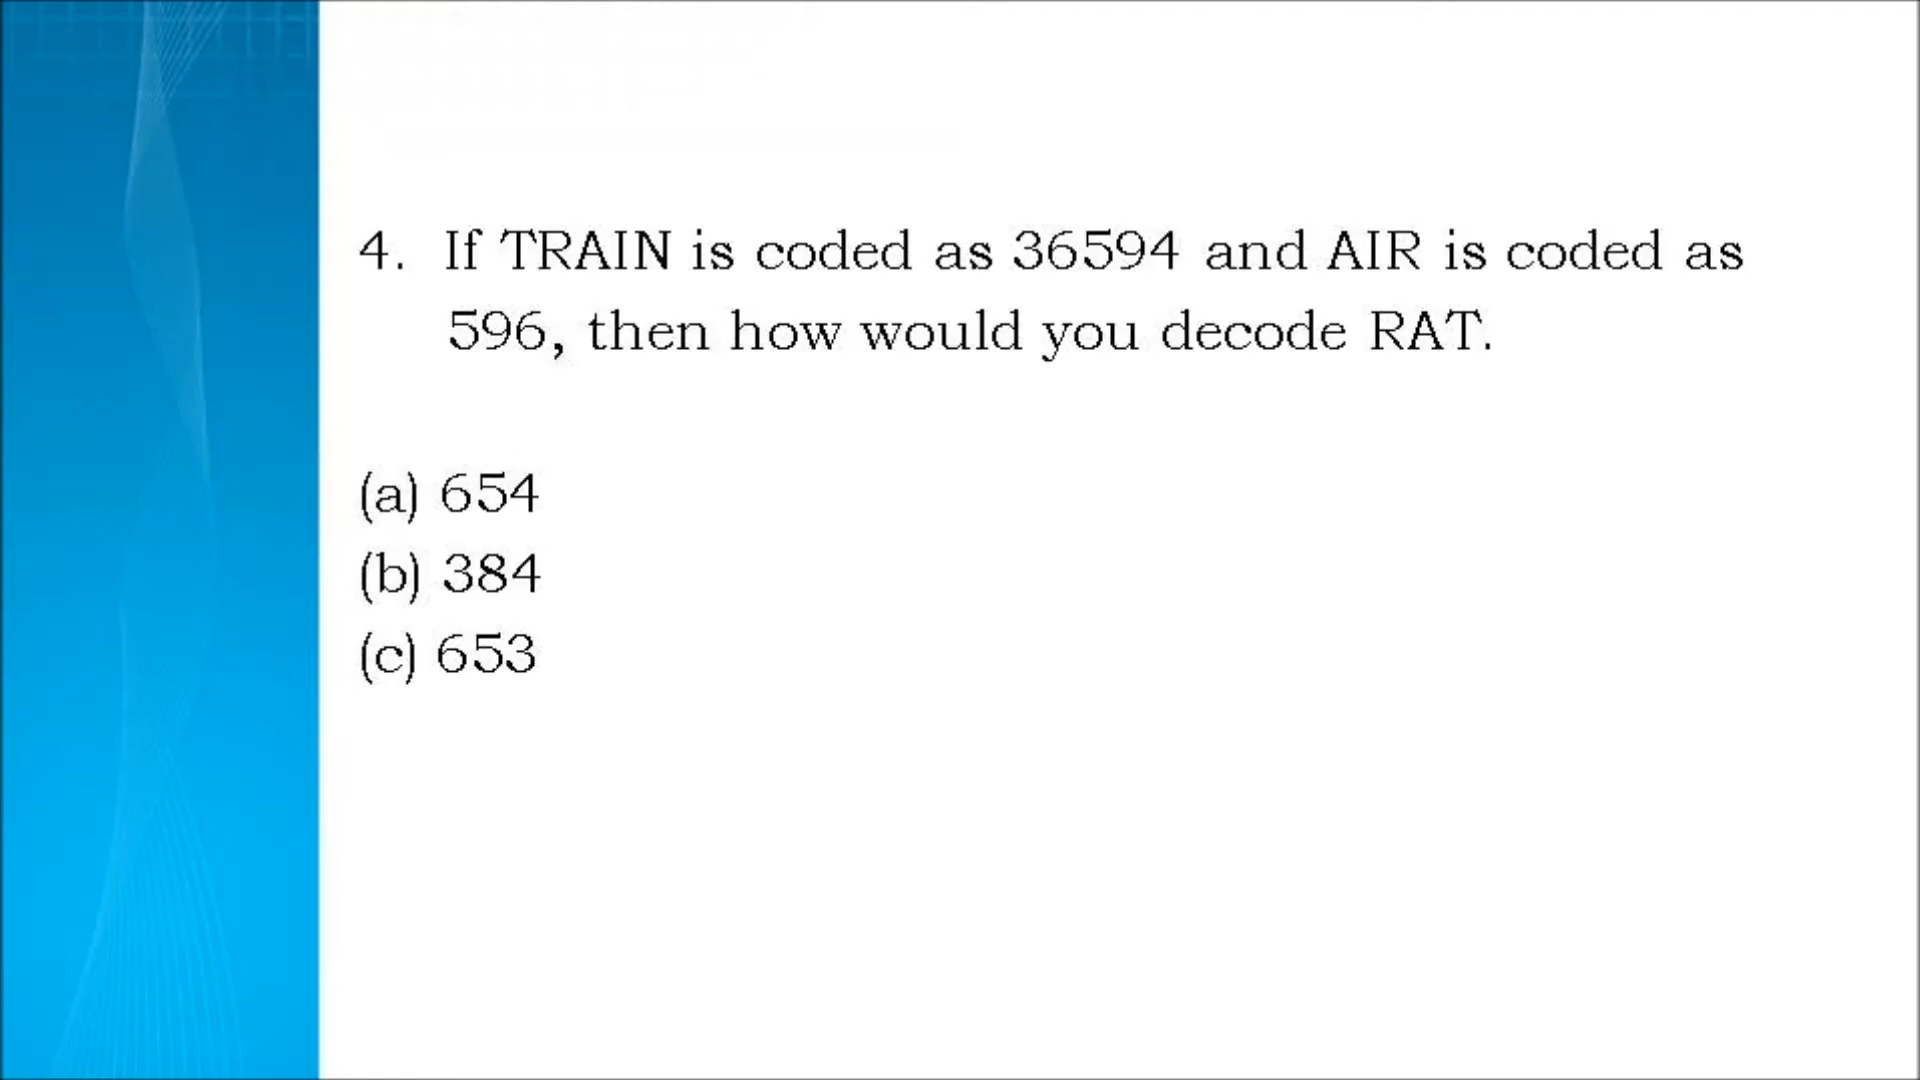 4. If TRAIN is coded as 36594 and AIR is coded as
596, then how would you decode RAT.
(a) 654
(b) 384
(c) 653